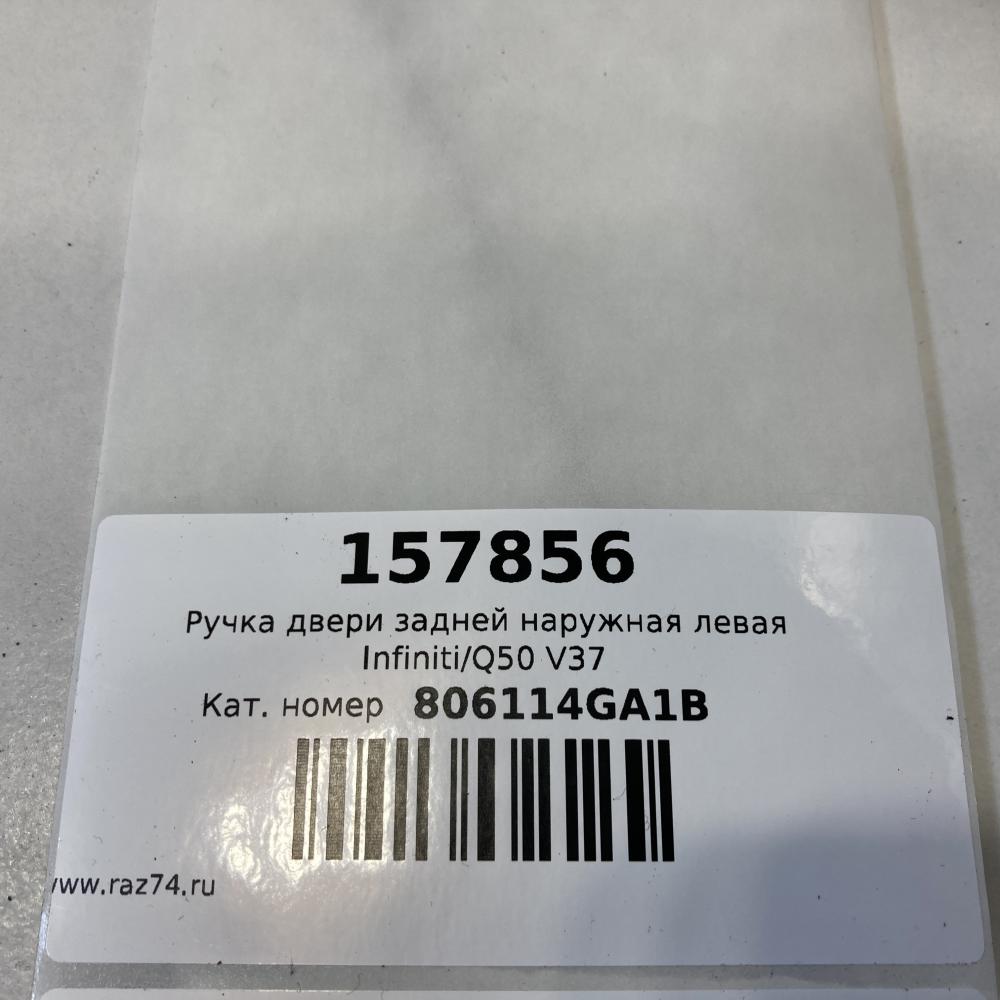 157856
Ручка двери задней наружная левая
Infiniti/Q50 V37
Кат. номер 806114GA1B
www.raz74.ru